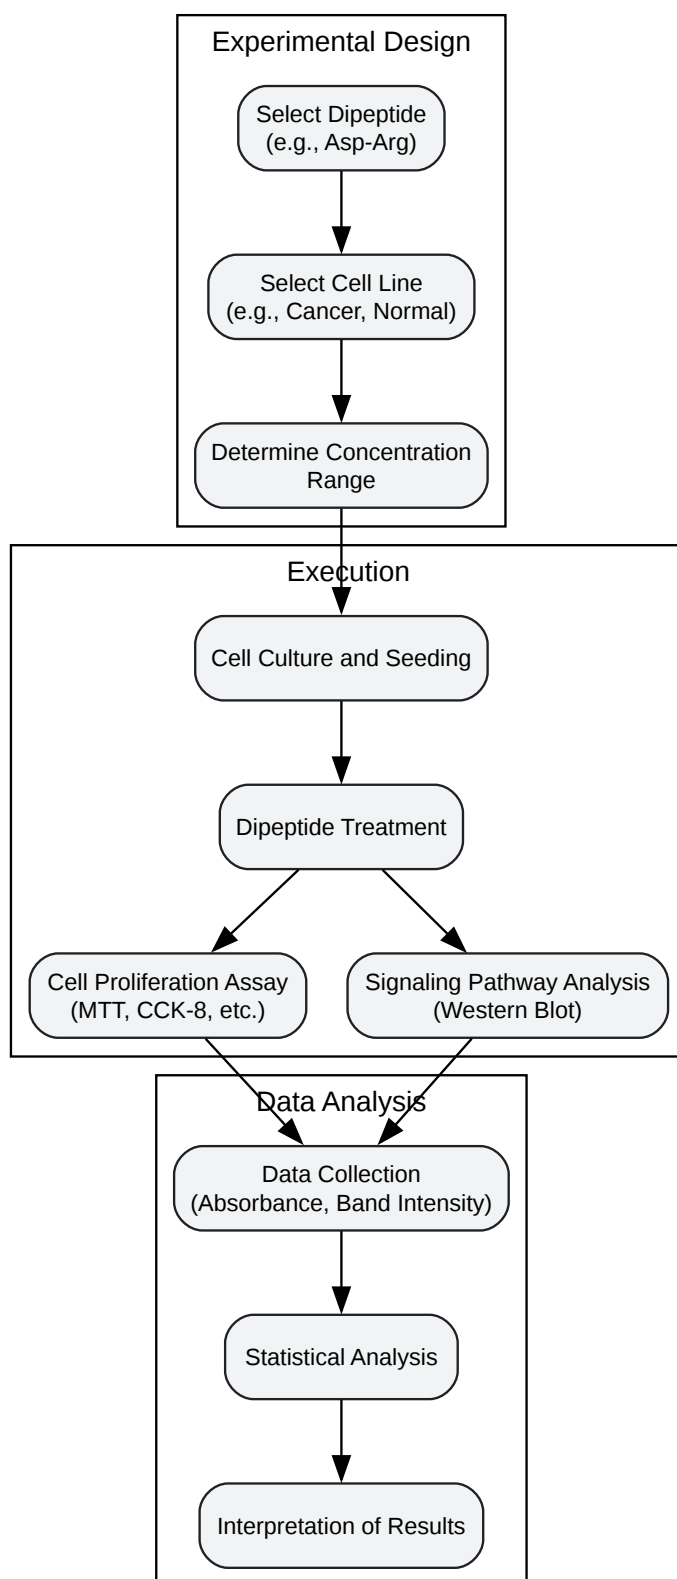 Experimental Design
Select Dipeptide
(e.g., Asp-Arg)
Select Cell Line
(e.g., Cancer, Normal)
Determine Concentration
Range
Execution
Cell Culture and Seeding
Dipeptide Treatment
Cell Proliferation Assay
(MTT, CCK-8, etc.)
Signaling Pathway Analysis
(Western Blot)
Data Analysis
Data Collection
(Absorbance, Band Intensity)
Statistical Analysis
Interpretation of Results